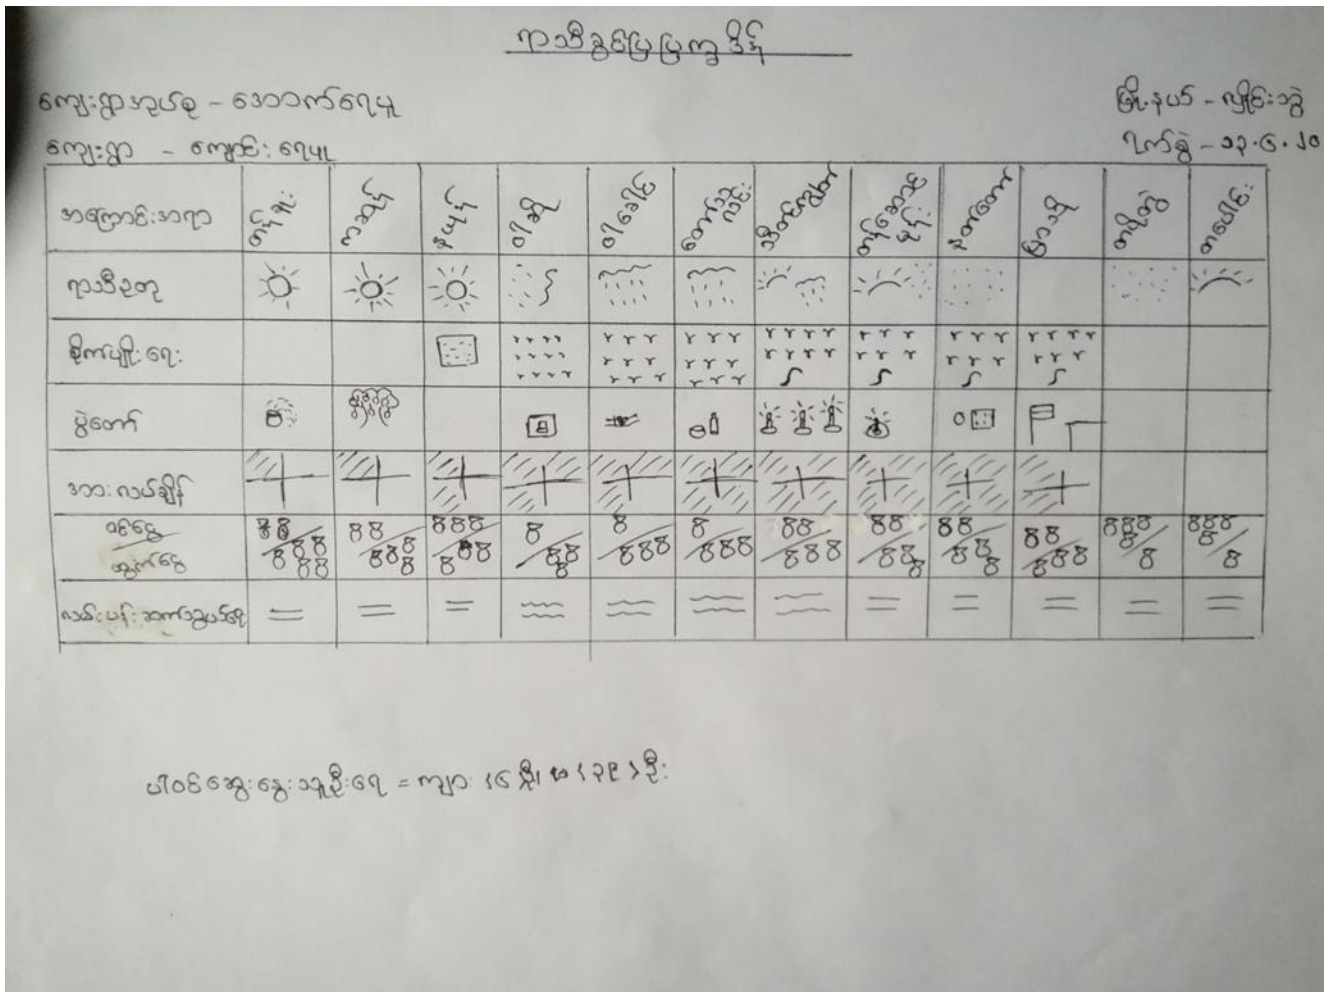 ရာသီခွင်ပြပြက္ခဒိန်
ကျေးရွာအုပ်စု - အောက်ရေပူ
မြို့နယ် - လှိုင်းဘွဲ
ကျေးရွာ - ကျောင်းရေပူ
ရက်စွဲ - ၁၃.၆.၂၀
အကြောင်းအရာ တန်ခူး ကဆုန် နယုန် ဝါဆို ဝါခေါင် တော်သလင်း သီတင်းကျွတ် တန်ဆောင်မုန်း နတ်တော် ပြာသို တပို့တွဲ တပေါင်း
ရာသီဥတု
စိုက်ပျိုးရေး
ပွဲတော်
အားလပ်ချိန်
ဝင်ငွေ
ထွက်ငွေ
လမ်းပန်းဆက်သွယ်ရေး
ပါဝင်ဆွေးနွေးသူဦးရေ = ကျား ၆ ဦး၊ မ ၃၉ ဦး